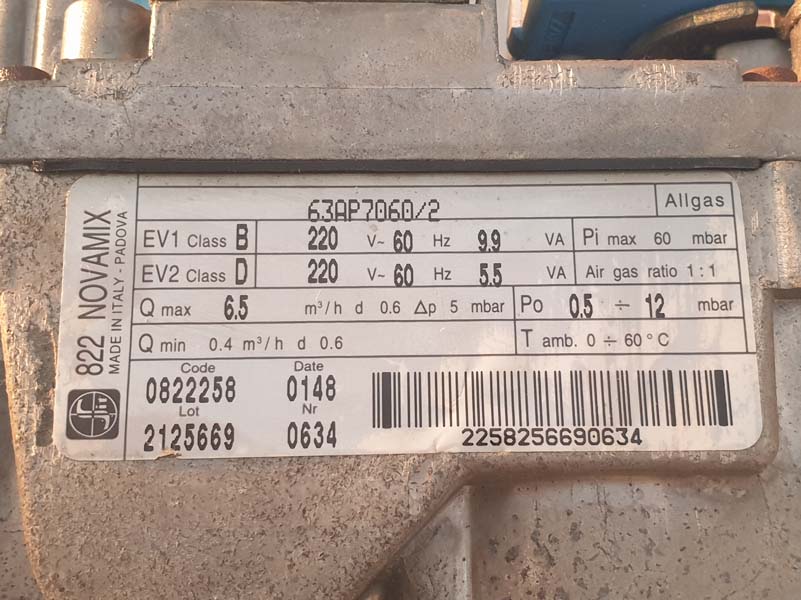 63AP7060/2
Allgas
EV1 Class B 220 V~ 60 Hz 9.9 VA Pi max 60 mbar
EV2 Class D 220 V~ 60 Hz 5.5 VA Air gas ratio 1:1
Q max 6.5 m³/h d 0.6 Δp 5 mbar Po 0.5 ÷ 12 mbar
Q min 0.4 m³/h d 0.6 T amb. 0 ÷ 60°C
Code Date
0822258 0148
Lot Nr
2125669 0634
2258256690634
822 NOVAMIX
MADE IN ITALY - PADOVA